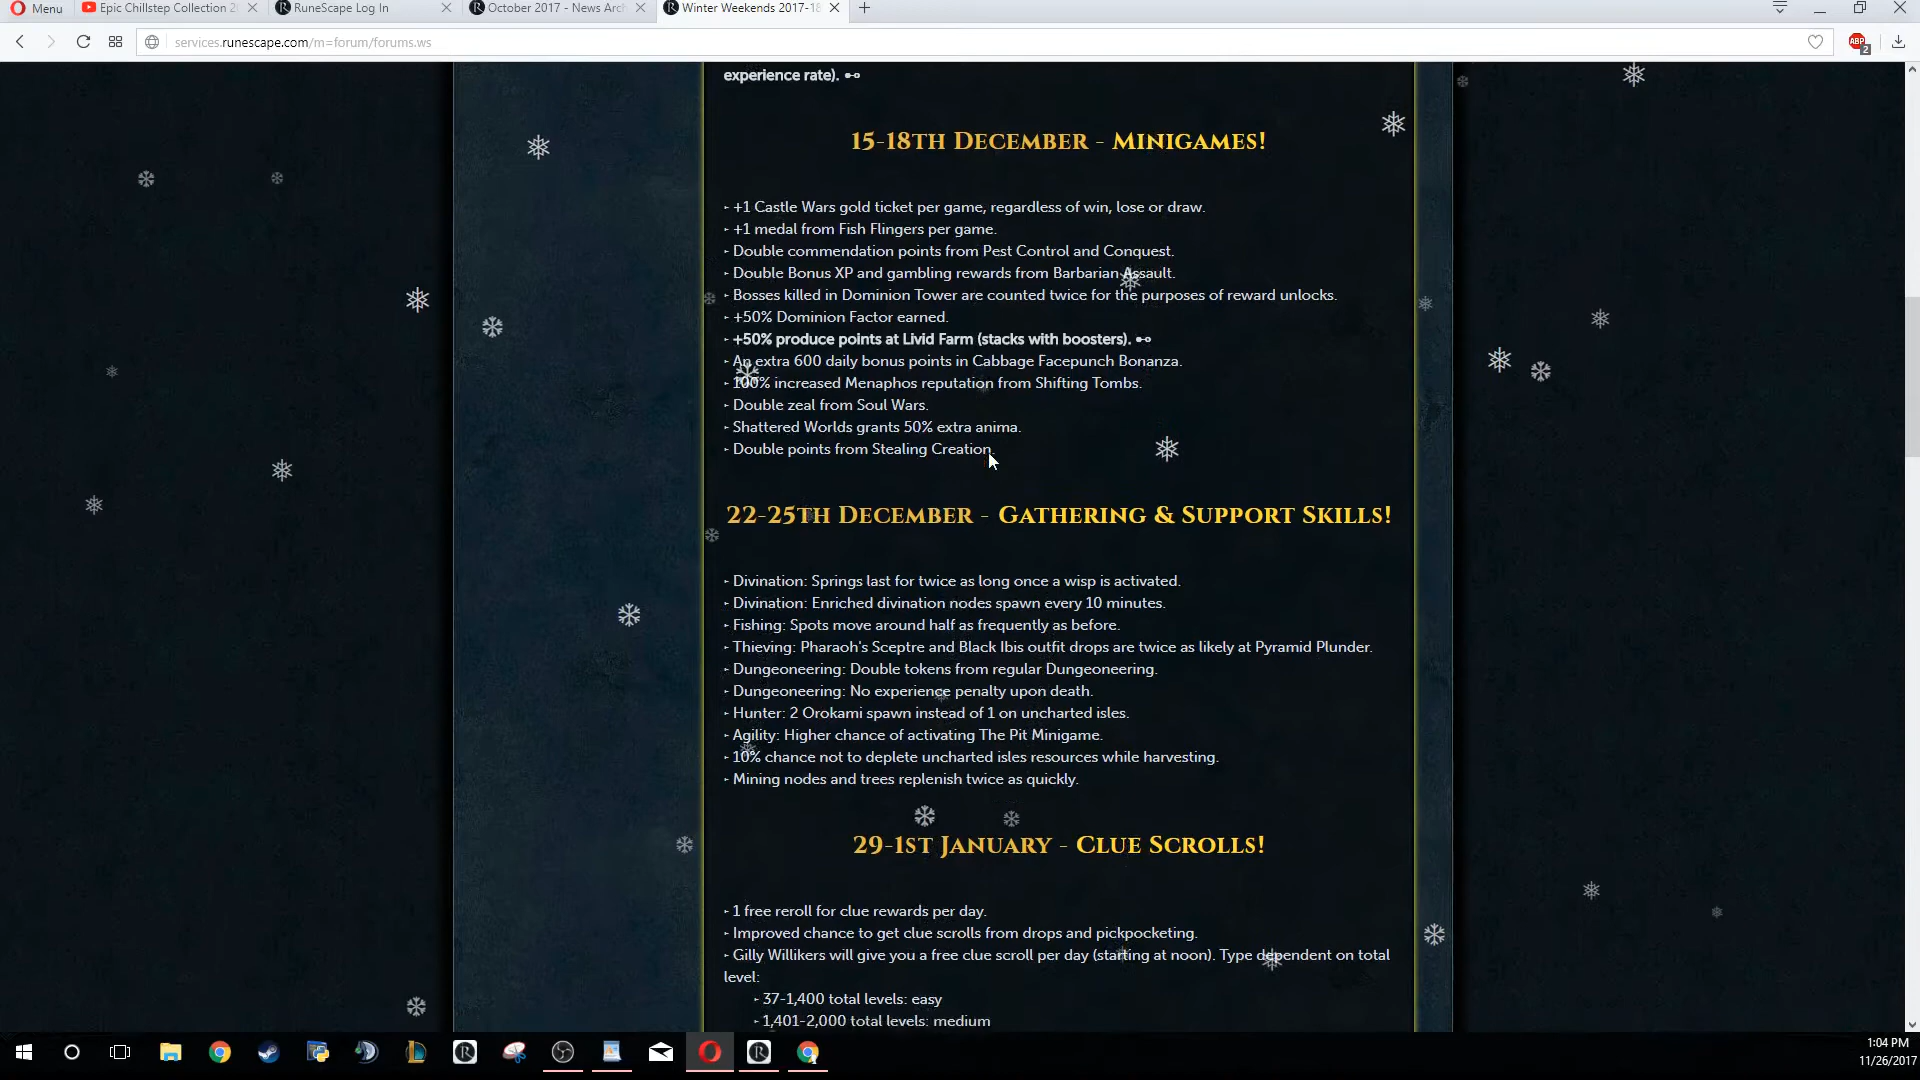 Menu
Epic Chillstep Collection 2
RuneScape Log In
October 2017 - News Arch
Winter Weekends 2017-18
services.runescape.com/m=forum/forums.ws
ABP
2
experience rate).
15-18th December - Minigames!
- +1 Castle Wars gold ticket per game, regardless of win, lose or draw.
- +1 medal from Fish Flingers per game.
- Double commendation points from Pest Control and Conquest.
- Double Bonus XP and gambling rewards from Barbarian Assault.
- Bosses killed in Dominion Tower are counted twice for the purposes of reward unlocks.
- +50% Dominion Factor earned.
- +50% produce points at Livid Farm (stacks with boosters).
- An extra 600 daily bonus points in Cabbage Facepunch Bonanza.
- 100% increased Menaphos reputation from Shifting Tombs.
- Double zeal from Soul Wars.
- Shattered Worlds grants 50% extra anima.
- Double points from Stealing Creation.
22-25th December - Gathering & Support Skills!
- Divination: Springs last for twice as long once a wisp is activated.
- Divination: Enriched divination nodes spawn every 10 minutes.
- Fishing: Spots move around half as frequently as before.
- Thieving: Pharaoh's Sceptre and Black Ibis outfit drops are twice as likely at Pyramid Plunder.
- Dungeoneering: Double tokens from regular Dungeoneering.
- Dungeoneering: No experience penalty upon death.
- Hunter: 2 Orokami spawn instead of 1 on uncharted isles.
- Agility: Higher chance of activating The Pit Minigame.
- 10% chance not to deplete uncharted isles resources while harvesting.
- Mining nodes and trees replenish twice as quickly.
29-1st January - Clue Scrolls!
- 1 free reroll for clue rewards per day.
- Improved chance to get clue scrolls from drops and pickpocketing.
- Gilly Willikers will give you a free clue scroll per day (starting at noon). Type dependent on total
level:
- 37-1,400 total levels: easy
- 1,401-2,000 total levels: medium
1:04 PM
11/26/2017